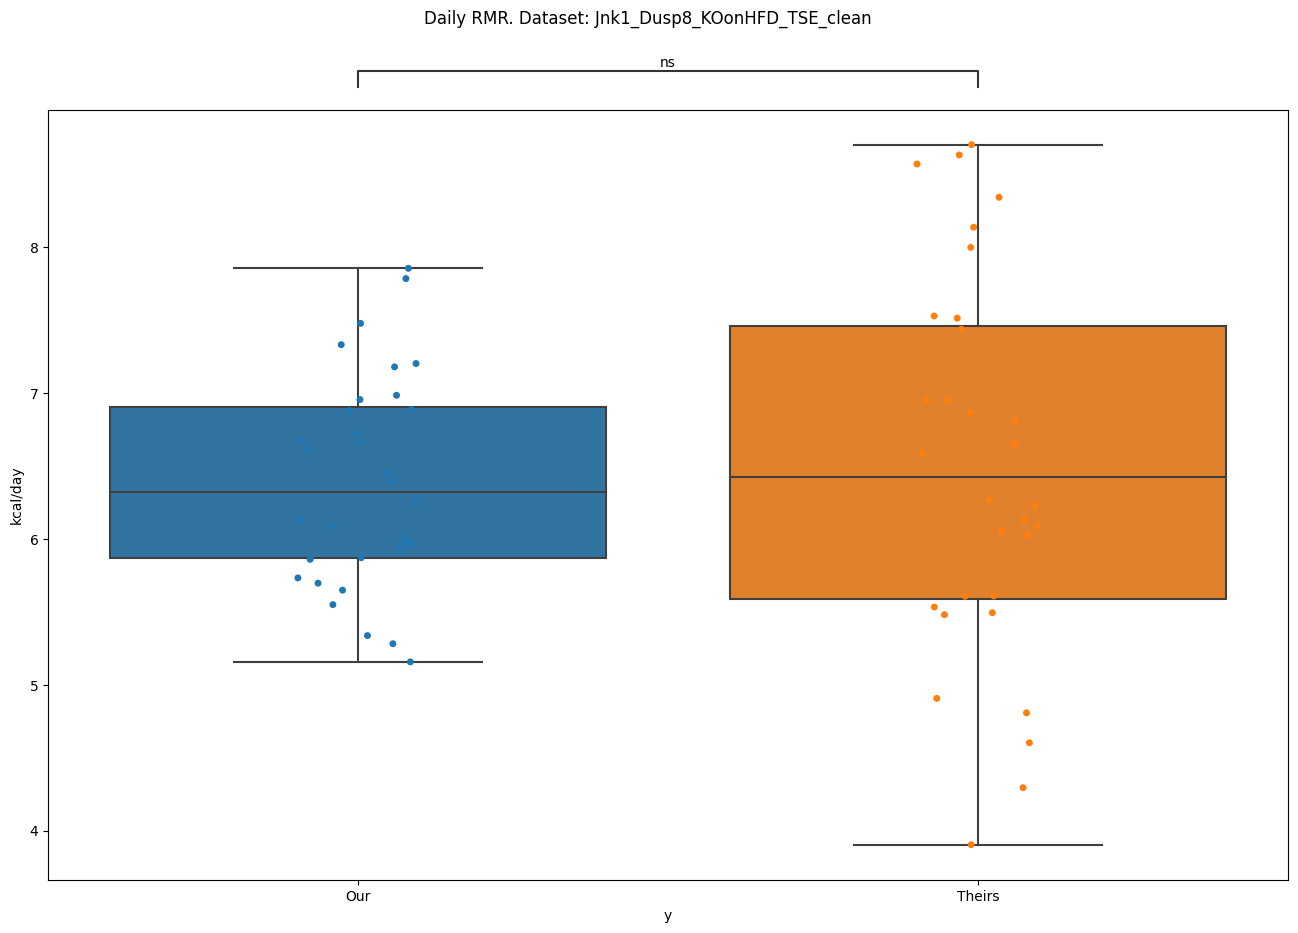 Daily RMR. Dataset: Jnk1_Dusp8_KOonHFD_TSE_clean
ns
8
7
6
5
4
kcal/day
Our
Theirs
y